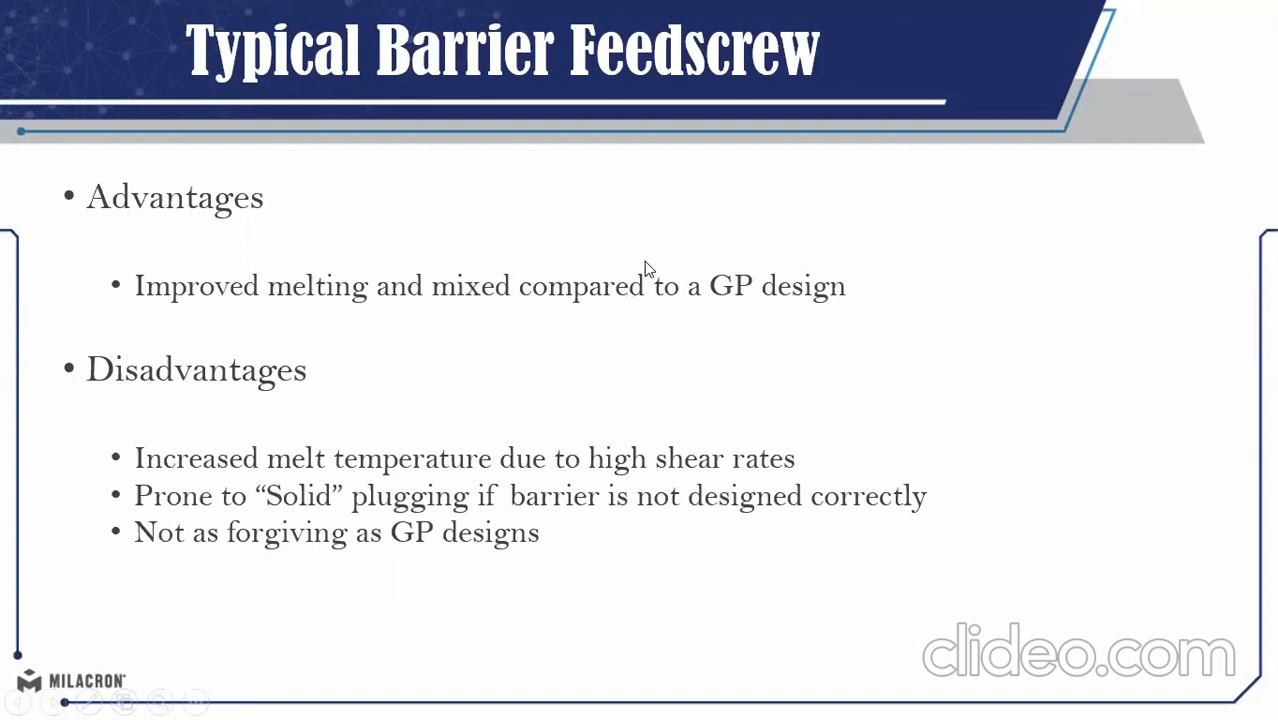 Typical Barrier Feedscrew
• Advantages
• Improved melting and mixed compared to a GP design
• Disadvantages
• Increased melt temperature due to high shear rates
• Prone to “Solid” plugging if barrier is not designed correctly
• Not as forgiving as GP designs
clideo.com
MILACRON